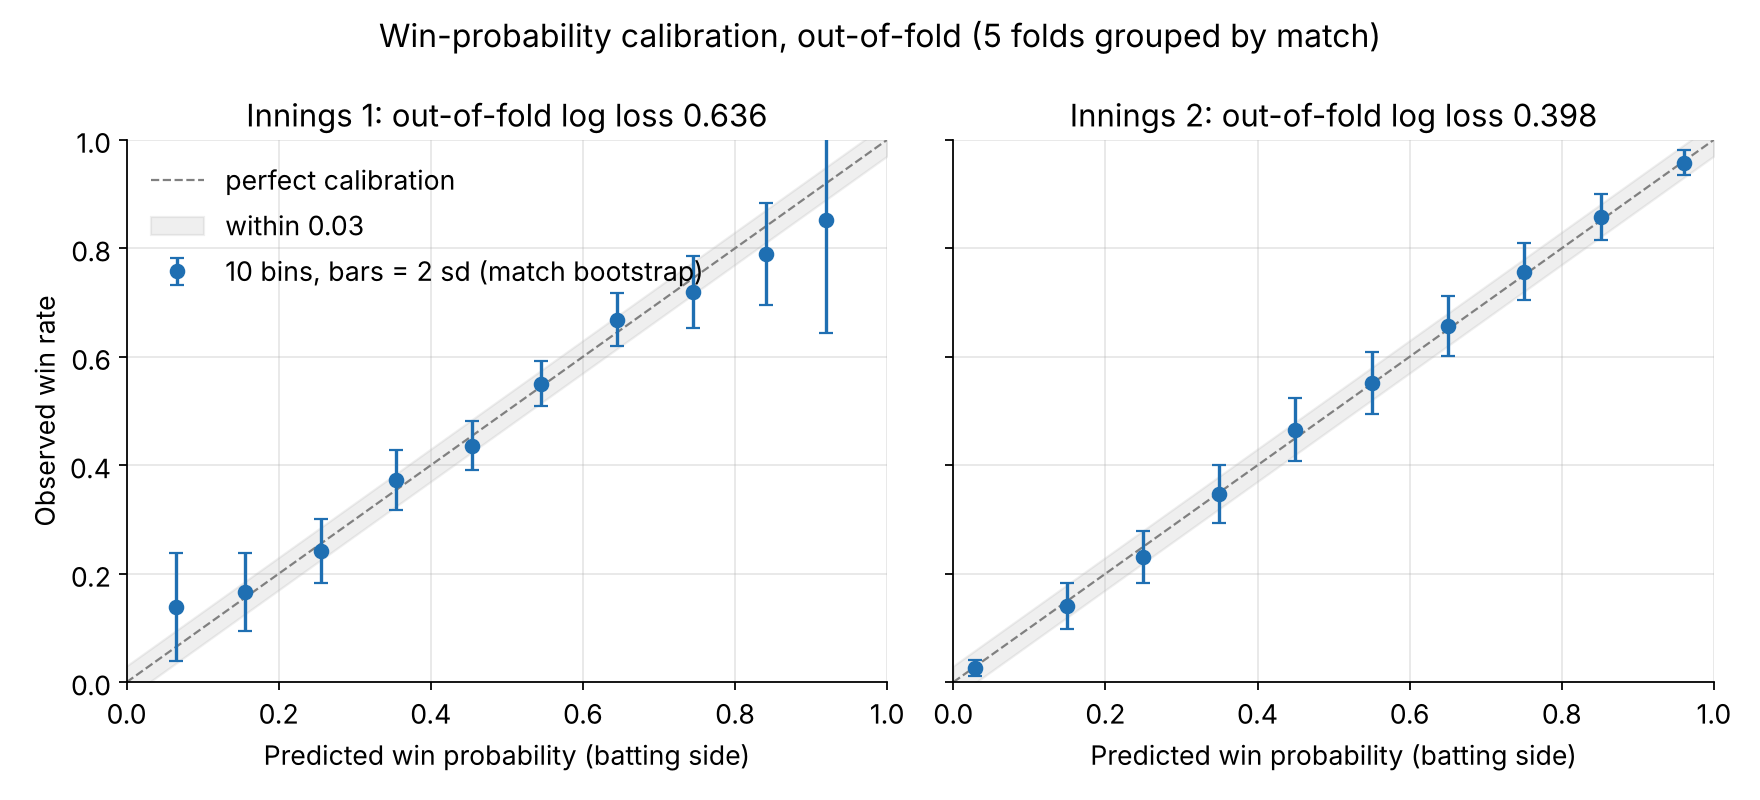 Win-probability calibration, out-of-fold (5 folds grouped by match)
Innings 1: out-of-fold log loss 0.636
1.0
0.8
0.6
0.4
0.2
0.0
Observed win rate
perfect calibration
within 0.03
10 bins, bars = 2 sd (match bootstrap)
0.0 0.2 0.4 0.6 0.8 1.0
Predicted win probability (batting side)
Innings 2: out-of-fold log loss 0.398
0.0 0.2 0.4 0.6 0.8 1.0
Predicted win probability (batting side)